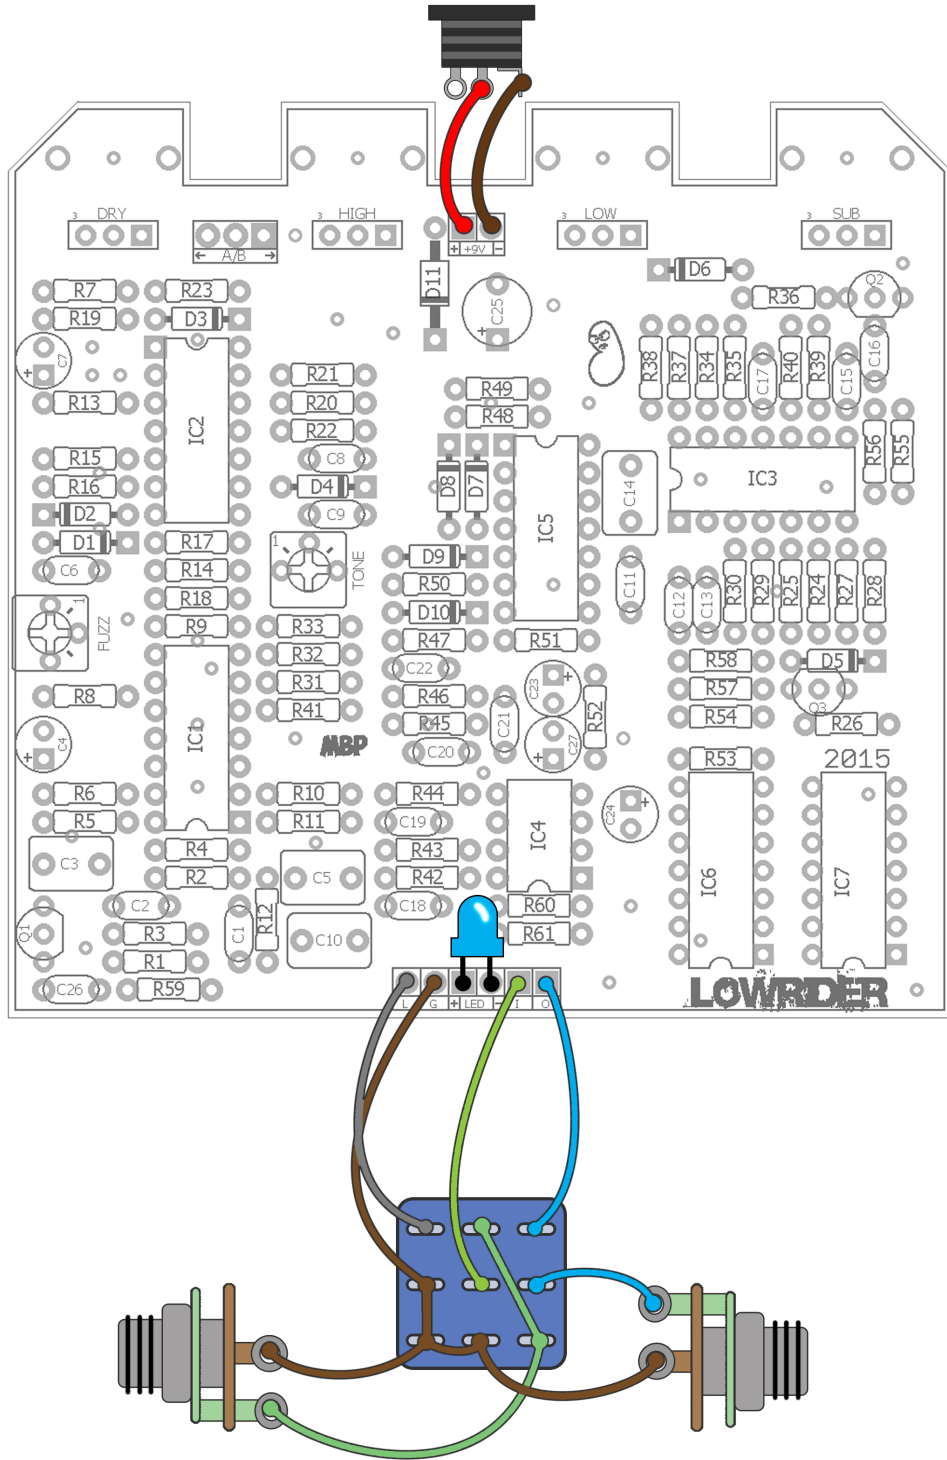 DRY
3
A/B
HIGH
3
+ +9V -
LOW
3
SUB
3
R7
R23
D11
C25
+
D6
R36
Q2
R19
D3
C7
+
R13
R21
R20
R22
R49
R48
R38
R37
R34
R35
C17
R40
R39
C15
C16
IC2
R15
R16
D2
D1
C6
C8
D4
C9
D8
D7
IC5
C14
IC3
R56
R55
R17
R14
R18
R9
1
TONE
D9
R50
D10
R47
R51
C11
C12
C13
R30
R29
R25
R24
R27
R28
1
FUZZ
R33
R32
R31
R41
C22
R46
R45
C20
C21
C23
+
C27
+
R52
R58
R57
R54
D5
Q3
R26
R8
C4
+
IC1
MBP
R53
2015
R6
R5
R10
R11
R44
C19
R43
R42
C18
IC4
C24
+
IC6
IC7
R4
R2
C3
C5
C2
R12
C1
C10
R60
R61
Q1
R3
R1
C26
R59
L G + LED - I O
LOWRIDER